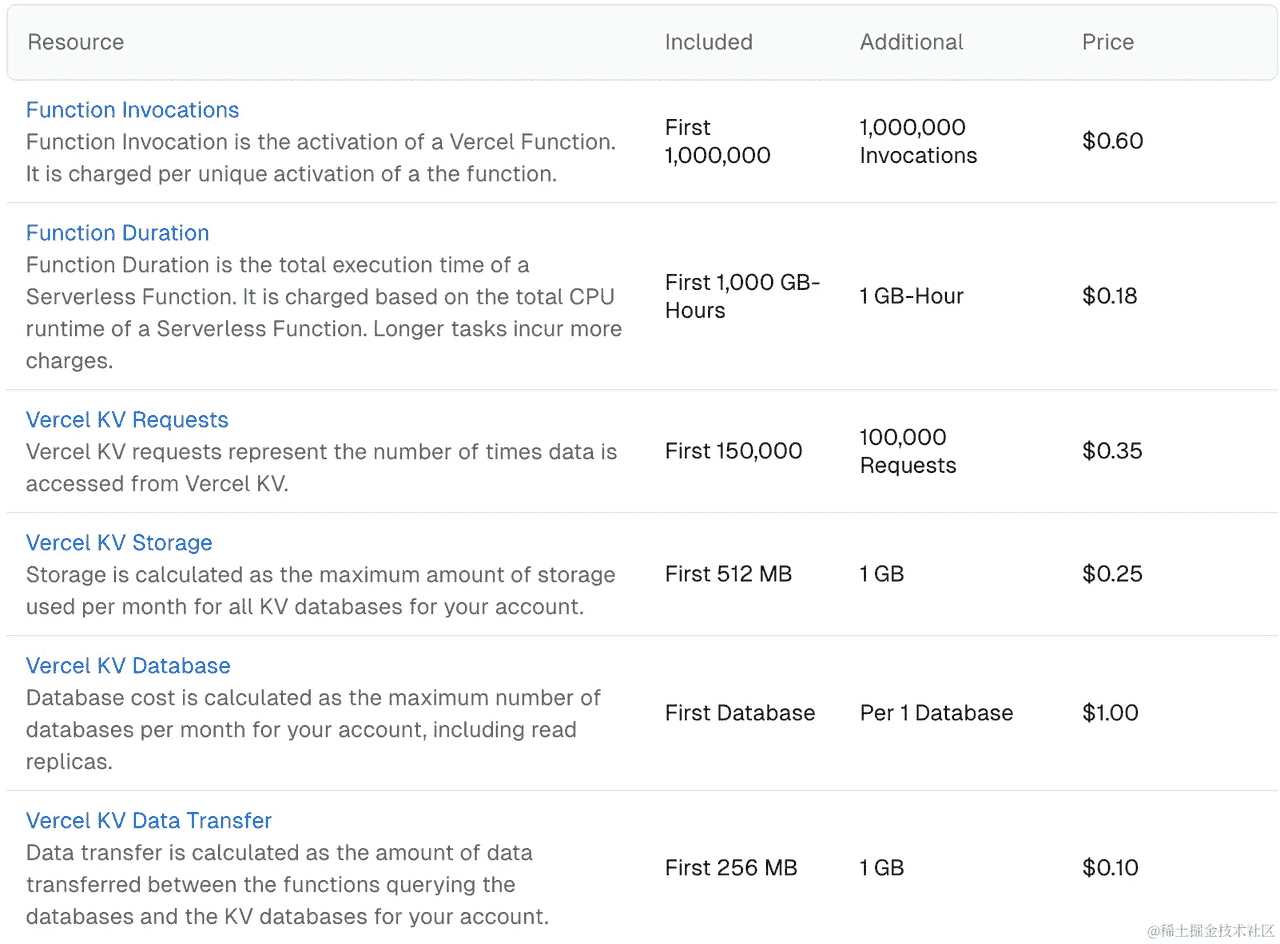 Resource Included Additional Price
Function Invocations
Function Invocation is the activation of a Vercel Function.
It is charged per unique activation of a the function.
First
1,000,000
1,000,000
Invocations
$0.60
Function Duration
Function Duration is the total execution time of a
Serverless Function. It is charged based on the total CPU
runtime of a Serverless Function. Longer tasks incur more
charges.
First 1,000 GB-
Hours
1 GB-Hour
$0.18
Vercel KV Requests
Vercel KV requests represent the number of times data is
accessed from Vercel KV.
First 150,000
100,000
Requests
$0.35
Vercel KV Storage
Storage is calculated as the maximum amount of storage
used per month for all KV databases for your account.
First 512 MB
1 GB
$0.25
Vercel KV Database
Database cost is calculated as the maximum number of
databases per month for your account, including read
replicas.
First Database
Per 1 Database
$1.00
Vercel KV Data Transfer
Data transfer is calculated as the amount of data
transferred between the functions querying the
databases and the KV databases for your account.
First 256 MB
1 GB
$0.10
@稀土掘金技术社区